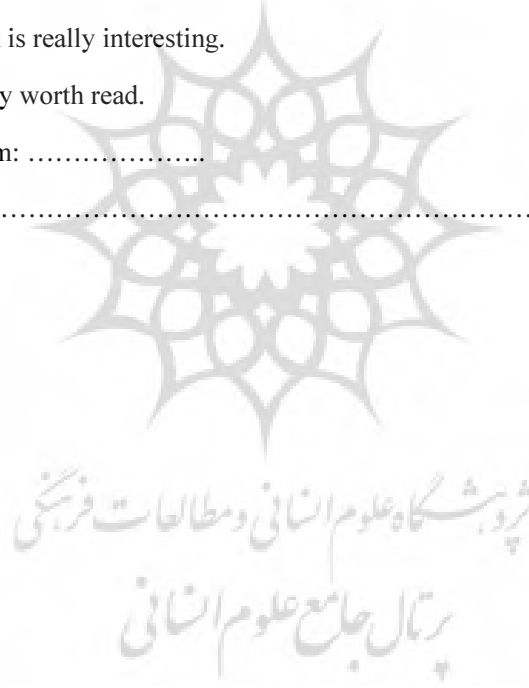 is really interesting.
y worth read.
n: ………………..
………………………………………………………………
پژوهشگاه علوم انسانی و مطالعات فرهنگی
پرتال جامع علوم انسانی